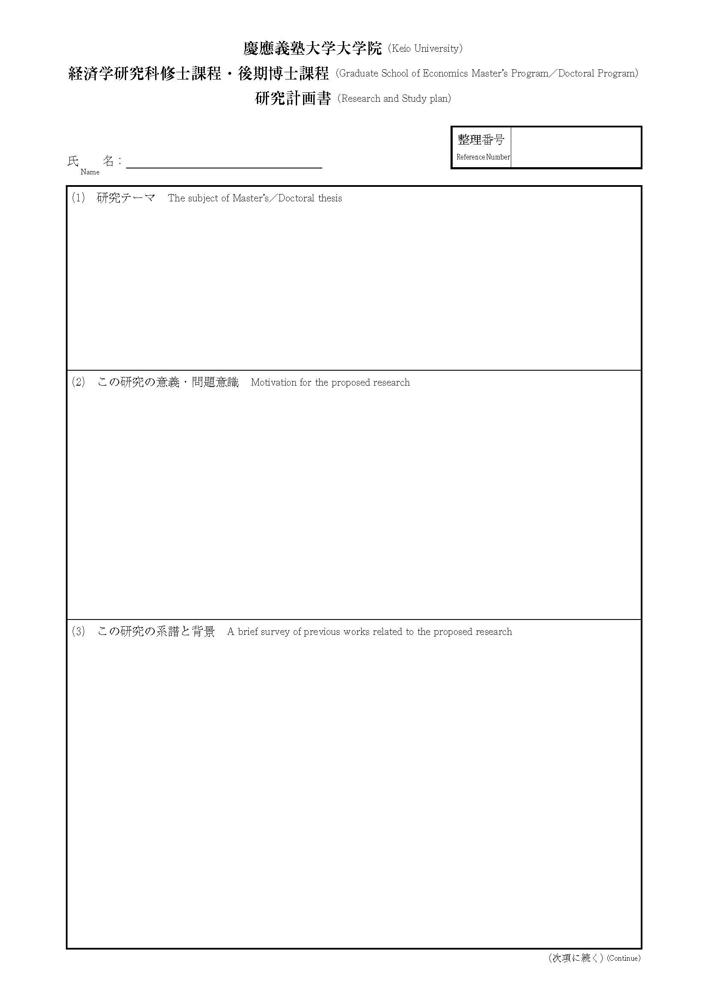 慶應義塾大学大学院 (Keio University)
経済学研究科修士課程・後期博士課程 (Graduate School of Economics Master's Program／Doctoral Program)
研究計画書 (Research and Study plan)
整理番号
Reference Number
氏　　名：
Name
(1)　研究テーマ　The subject of Master's／Doctoral thesis
(2)　この研究の意義・問題意識　Motivation for the proposed research
(3)　この研究の系譜と背景　A brief survey of previous works related to the proposed research
(次項に続く) (Continue)